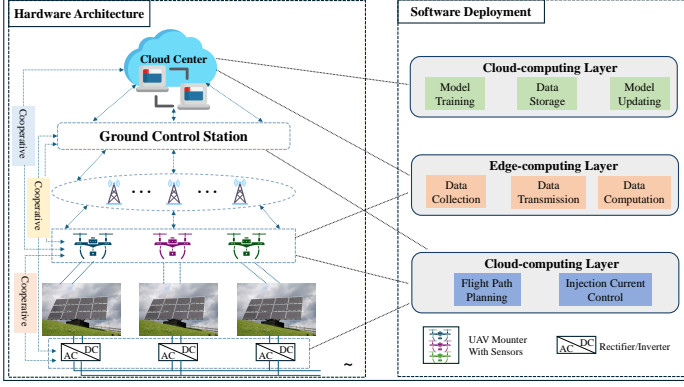 Hardware Architecture
Cloud Center
Cooperative
Ground Control Station
Cooperative
Cooperative
AC DC
AC DC
AC DC
~
Software Deployment
Cloud-computing Layer
Model
Training
Data
Storage
Model
Updating
Edge-computing Layer
Data
Collection
Data
Transmission
Data
Computation
Cloud-computing Layer
Flight Path
Planning
Injection Current
Control
UAV Mounter
With Sensors
AC DC
Rectifier/Inverter